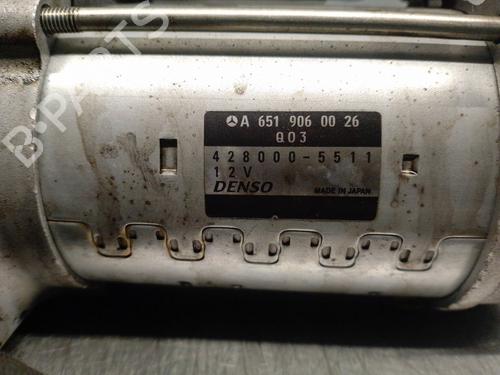 A 651 906 00 26
Q03
428000-5511
12V
DENSO
MADE IN JAPAN
B-PARTS